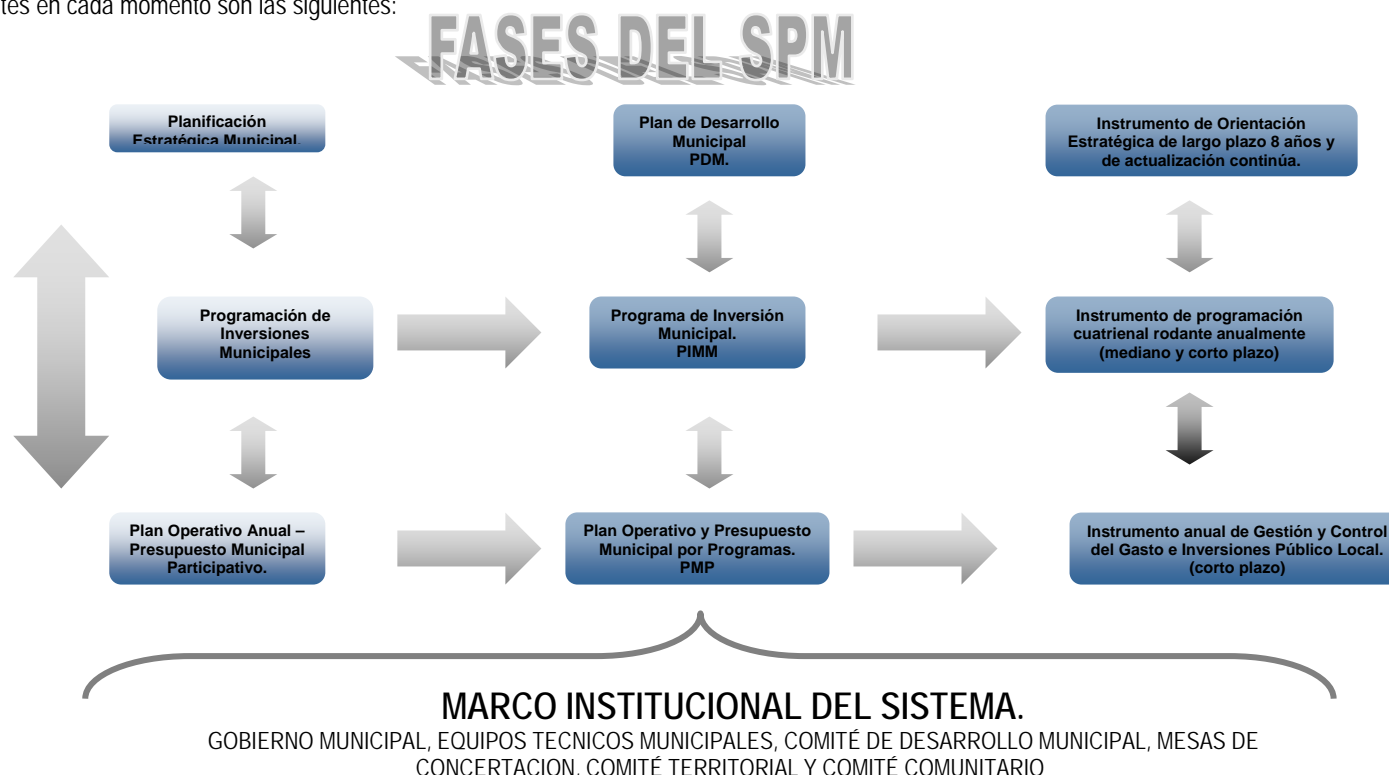 tes en cada momento son las siguientes:
FASES DEL SPM
Planificación
Estratégica Municipal.
Plan de Desarrollo
Municipal
PDM.
Instrumento de Orientación
Estratégica de largo plazo 8 años y
de actualización continúa.
Programación de
Inversiones
Municipales
Programa de Inversión
Municipal.
PIMM
Instrumento de programación
cuatrienal rodante anualmente
(mediano y corto plazo)
Plan Operativo Anual –
Presupuesto Municipal
Participativo.
Plan Operativo y Presupuesto
Municipal por Programas.
PMP
Instrumento anual de Gestión y Control
del Gasto e Inversiones Público Local.
(corto plazo)
MARCO INSTITUCIONAL DEL SISTEMA.
GOBIERNO MUNICIPAL, EQUIPOS TECNICOS MUNICIPALES, COMITÉ DE DESARROLLO MUNICIPAL, MESAS DE
CONCERTACION, COMITÉ TERRITORIAL Y COMITÉ COMUNITARIO